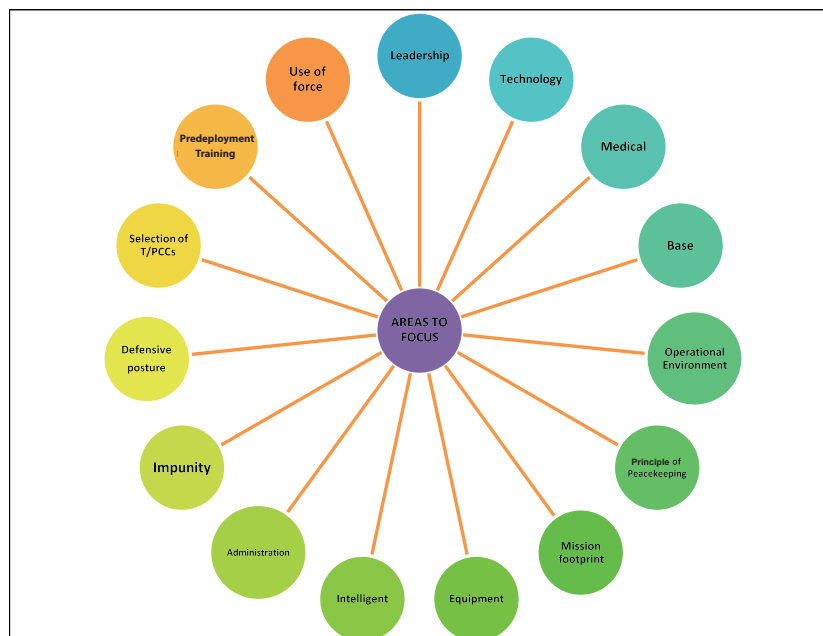 Leadership
Technology
Medical
Base
Operational
Environment
Principle of
Peacekeeping
Mission
footprint
Equipment
Intelligent
Administration
Impunity
Defensive
posture
Selection of
T/PCCs
Predeployment
Training
Use of
force
AREAS TO
FOCUS